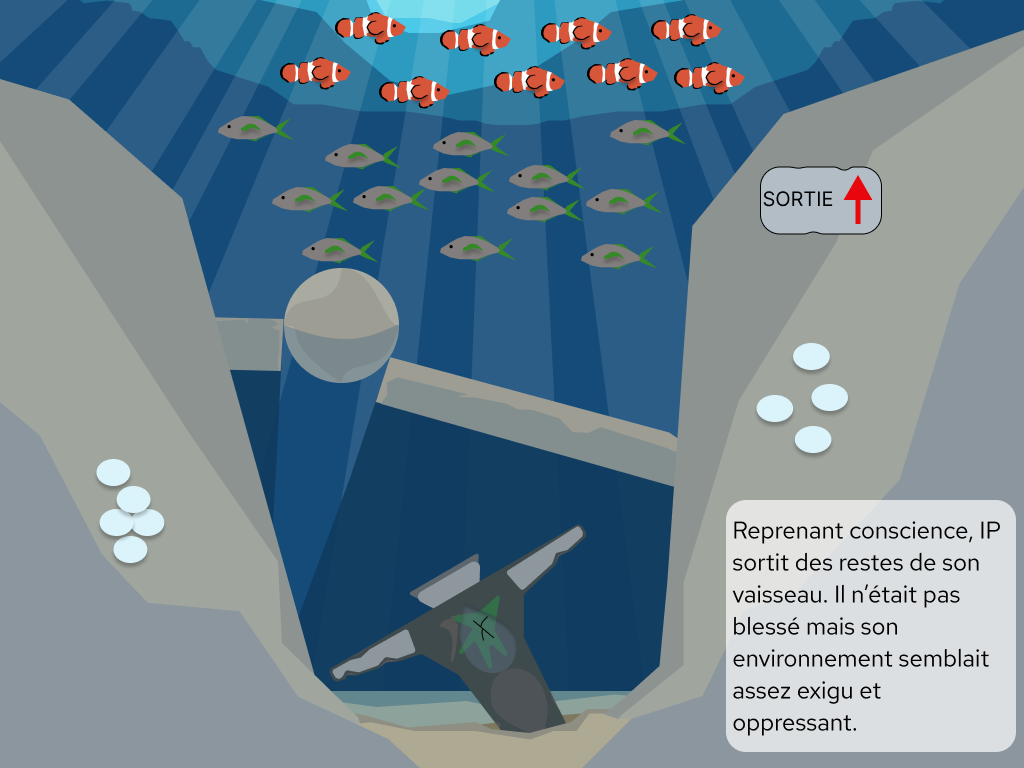 SORTIE
Reprenant conscience, IP
sortit des restes de son
vaisseau. Il n’était pas
blessé mais son
environnement semblait
assez exigu et
oppressant.